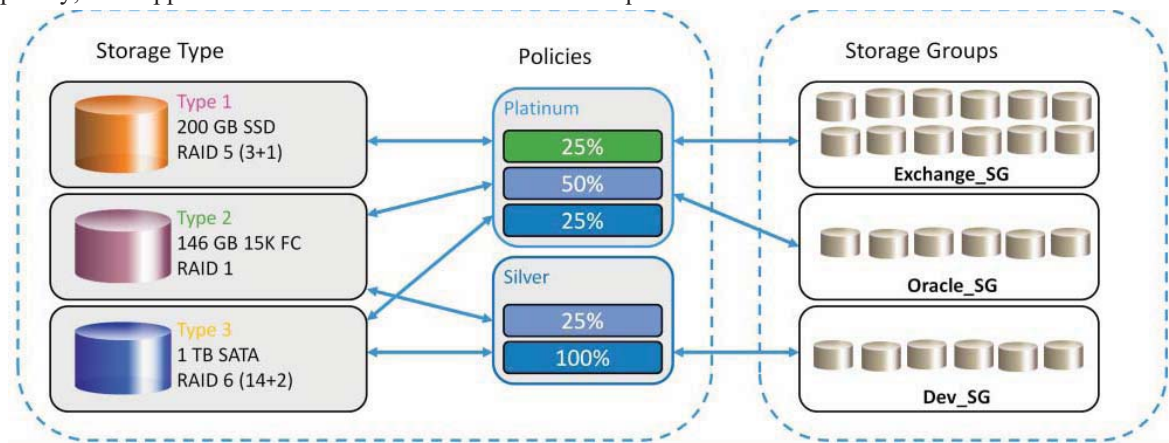 Storage Type
Type 1
200 GB SSD
RAID 5 (3+1)
Type 2
146 GB 15K FC
RAID 1
Type 3
1 TB SATA
RAID 6 (14+2)
Policies
Platinum
25%
50%
25%
Silver
25%
100%
Storage Groups
Exchange_SG
Oracle_SG
Dev_SG